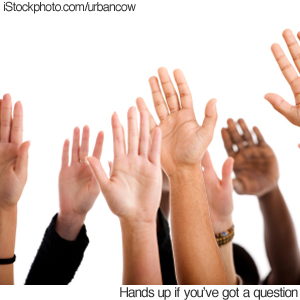 iStockphoto.com/urbancow
Hands up if you've got a question